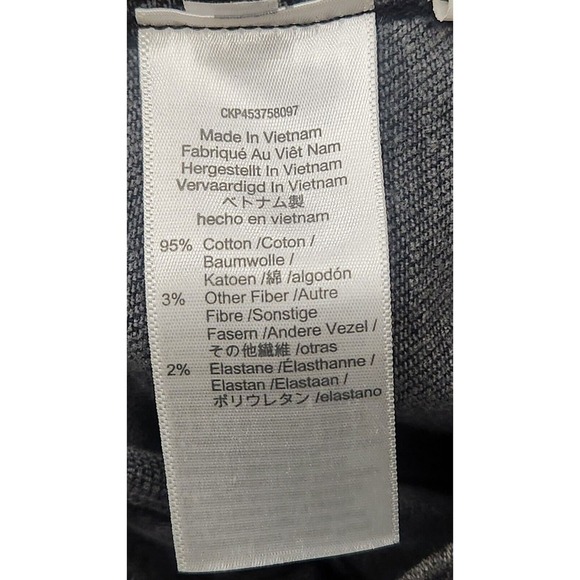 CKP453758097
Made In Vietnam
Fabriqué Au Viêt Nam
Hergestellt In Vietnam
Vervaardigd In Vietnam
ベトナム製
hecho en vietnam
95% Cotton /Coton /
Baumwolle /
Katoen /綿 /algodón
3% Other Fiber /Autre
Fibre /Sonstige
Fasern /Andere Vezel /
その他繊維 /otras
2% Elastane /Élasthanne /
Elastan /Elastaan /
ポリウレタン /elastano